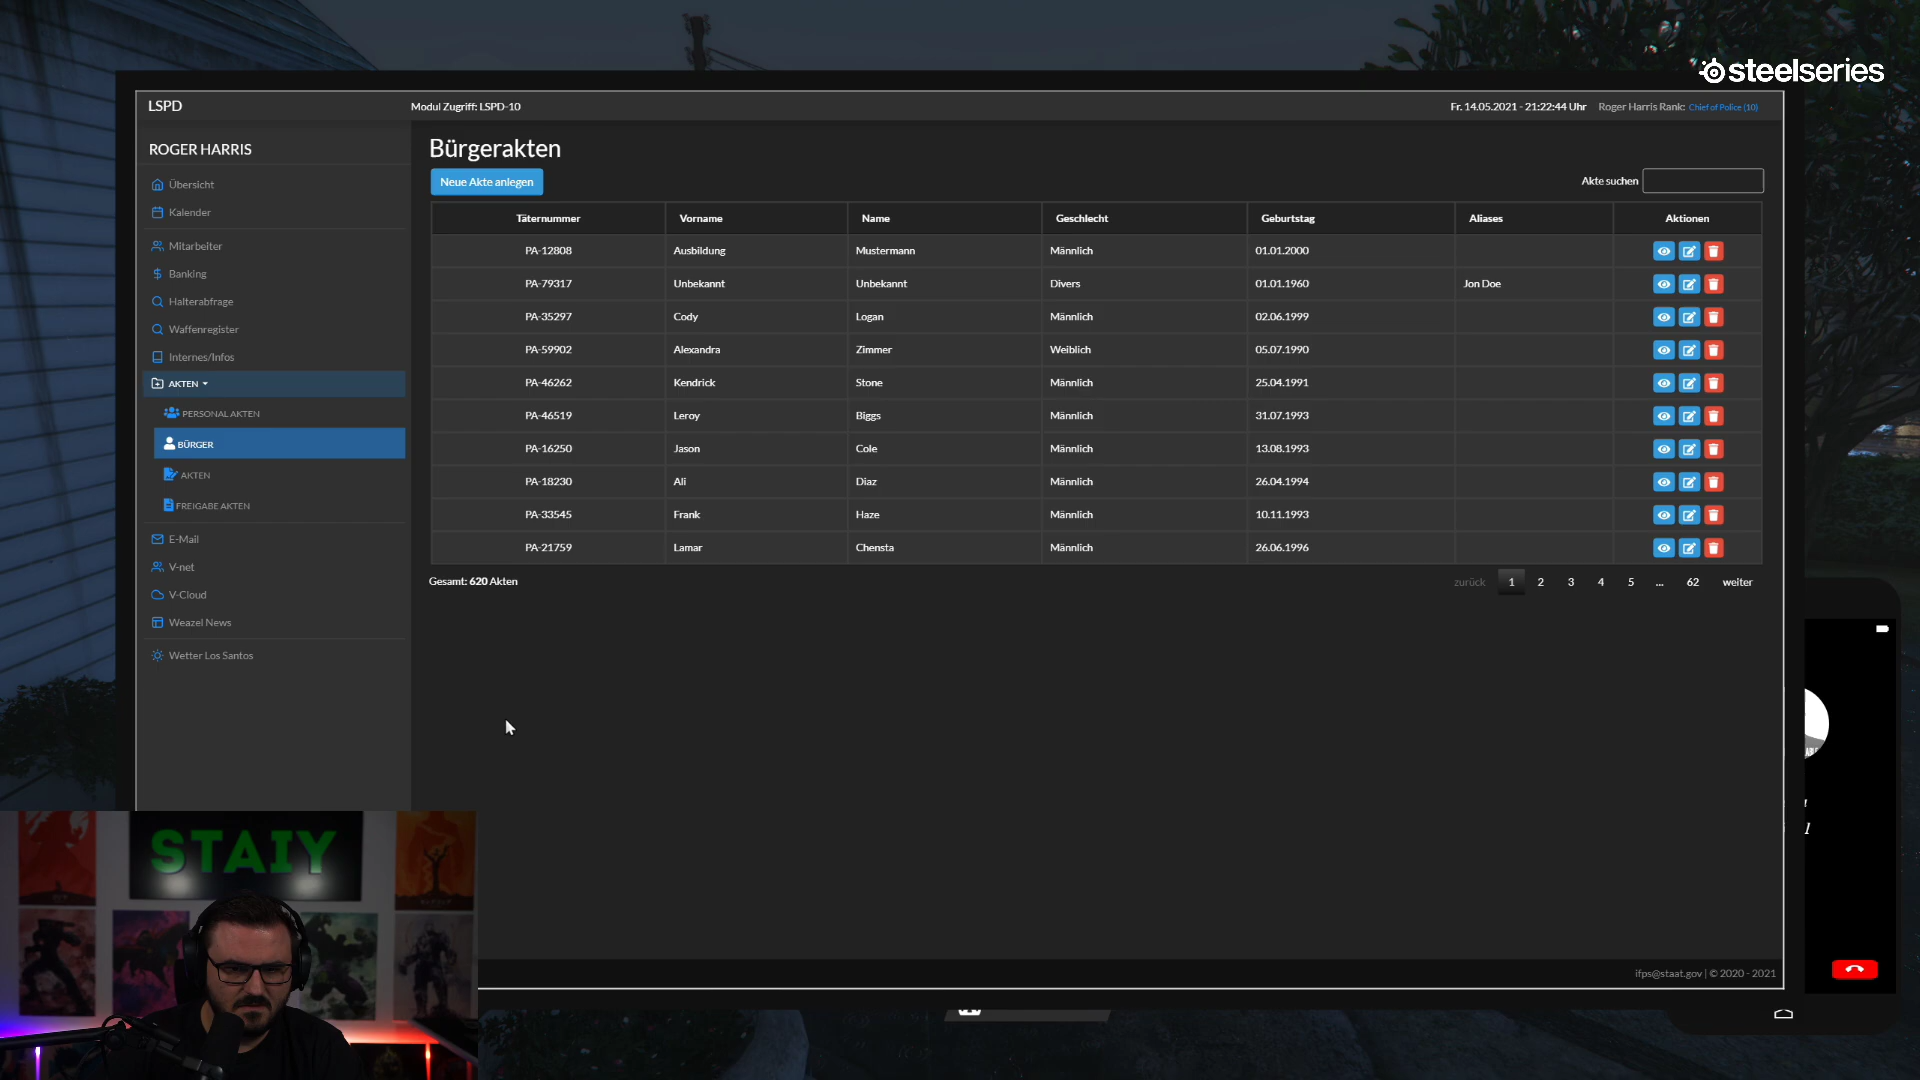 steelseries
LSPD
Modul Zugriff: LSPD-10
Fr. 14.05.2021 - 21:22:44 Uhr
Roger Harris Rank: Chief of Police (10)
ROGER HARRIS
Übersicht
Kalender
Mitarbeiter
Banking
Halterabfrage
Waffenregister
Internes/Infos
AKTEN
PERSONAL AKTEN
BÜRGER
AKTEN
FREIGABE AKTEN
E-Mail
V-net
V-Cloud
Weazel News
Wetter Los Santos
Bürgerakten
Neue Akte anlegen
Akte suchen
Täternummer Vorname Name Geschlecht Geburtstag Aliases Aktionen
PA-12808 Ausbildung Mustermann Männlich 01.01.2000
PA-79317 Unbekannt Unbekannt Divers 01.01.1960 Jon Doe
PA-35297 Cody Logan Männlich 02.06.1999
PA-59902 Alexandra Zimmer Weiblich 05.07.1990
PA-46262 Kendrick Stone Männlich 25.04.1991
PA-46519 Leroy Biggs Männlich 31.07.1993
PA-16250 Jason Cole Männlich 13.08.1993
PA-18230 Ali Diaz Männlich 26.04.1994
PA-33545 Frank Haze Männlich 10.11.1993
PA-21759 Lamar Chensta Männlich 26.06.1996
Gesamt: 620 Akten
zurück 1 2 3 4 5 ... 62 weiter
STAIY
ifps@staat.gov | © 2020 - 2021